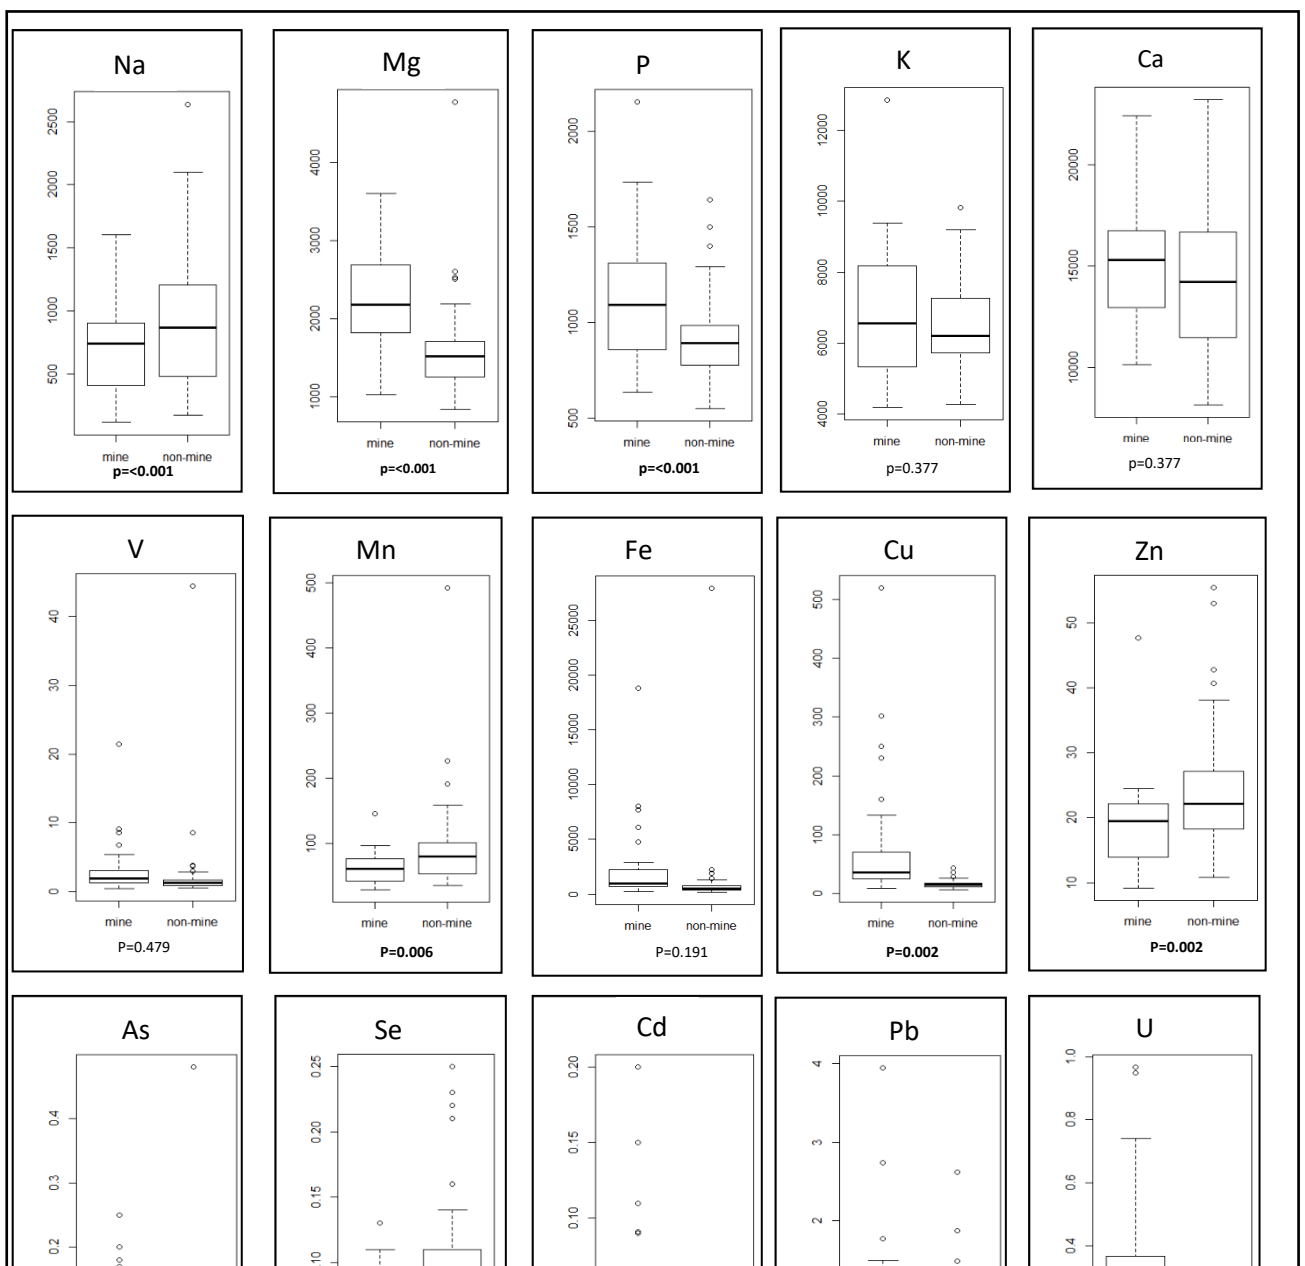 Na
2500
2000
1500
1000
500
mine non-mine
p=<0.001
Mg
4000
3000
2000
1000
mine non-mine
p=<0.001
P
2000
1500
1000
500
mine non-mine
p=<0.001
K
12000
10000
8000
6000
4000
mine non-mine
p=0.377
Ca
20000
15000
10000
mine non-mine
p=0.377
V
40
30
20
10
0
mine non-mine
P=0.479
Mn
500
400
300
200
100
mine non-mine
P=0.006
Fe
25000
20000
15000
10000
5000
0
mine non-mine
P=0.191
Cu
500
400
300
200
100
0
mine non-mine
P=0.002
Zn
50
40
30
20
10
mine non-mine
P=0.002
As
0.4
0.3
0.2
Se
0.25
0.20
0.15
Cd
0.20
0.15
0.10
Pb
4
3
2
U
1.0
0.8
0.6
0.4